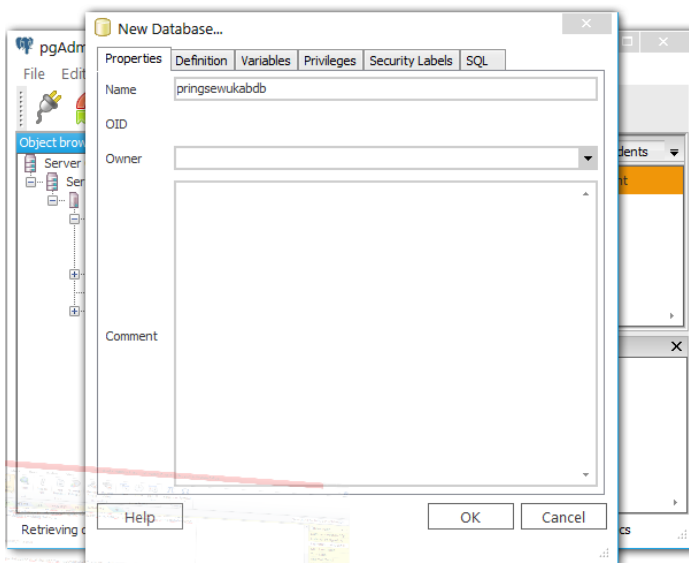 New Database...
pgAdm
Properties Definition Variables Privileges Security Labels SQL
File Edit
Name pringsewukabdb
OID
Object brow
dents
Server
Owner
Ser
nt
Comment
Help OK Cancel
Retrieving
cs